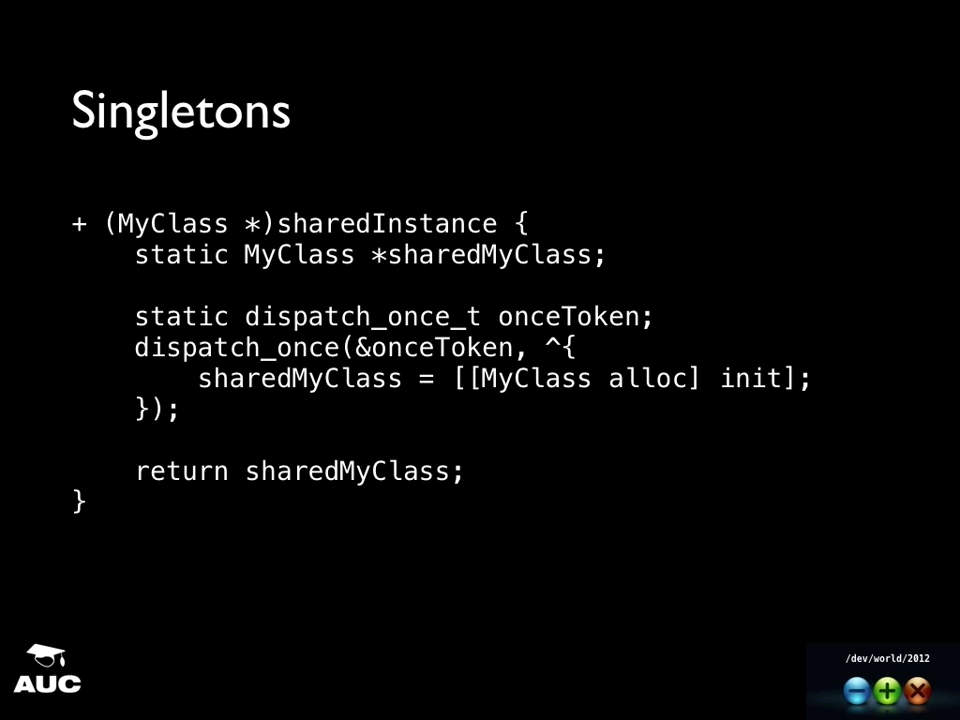 Singletons
+ (MyClass *)sharedInstance {
    static MyClass *sharedMyClass;
    static dispatch_once_t onceToken;
    dispatch_once(&onceToken, ^{
        sharedMyClass = [[MyClass alloc] init];
    });
    return sharedMyClass;
}
AUC
/dev/world/2012